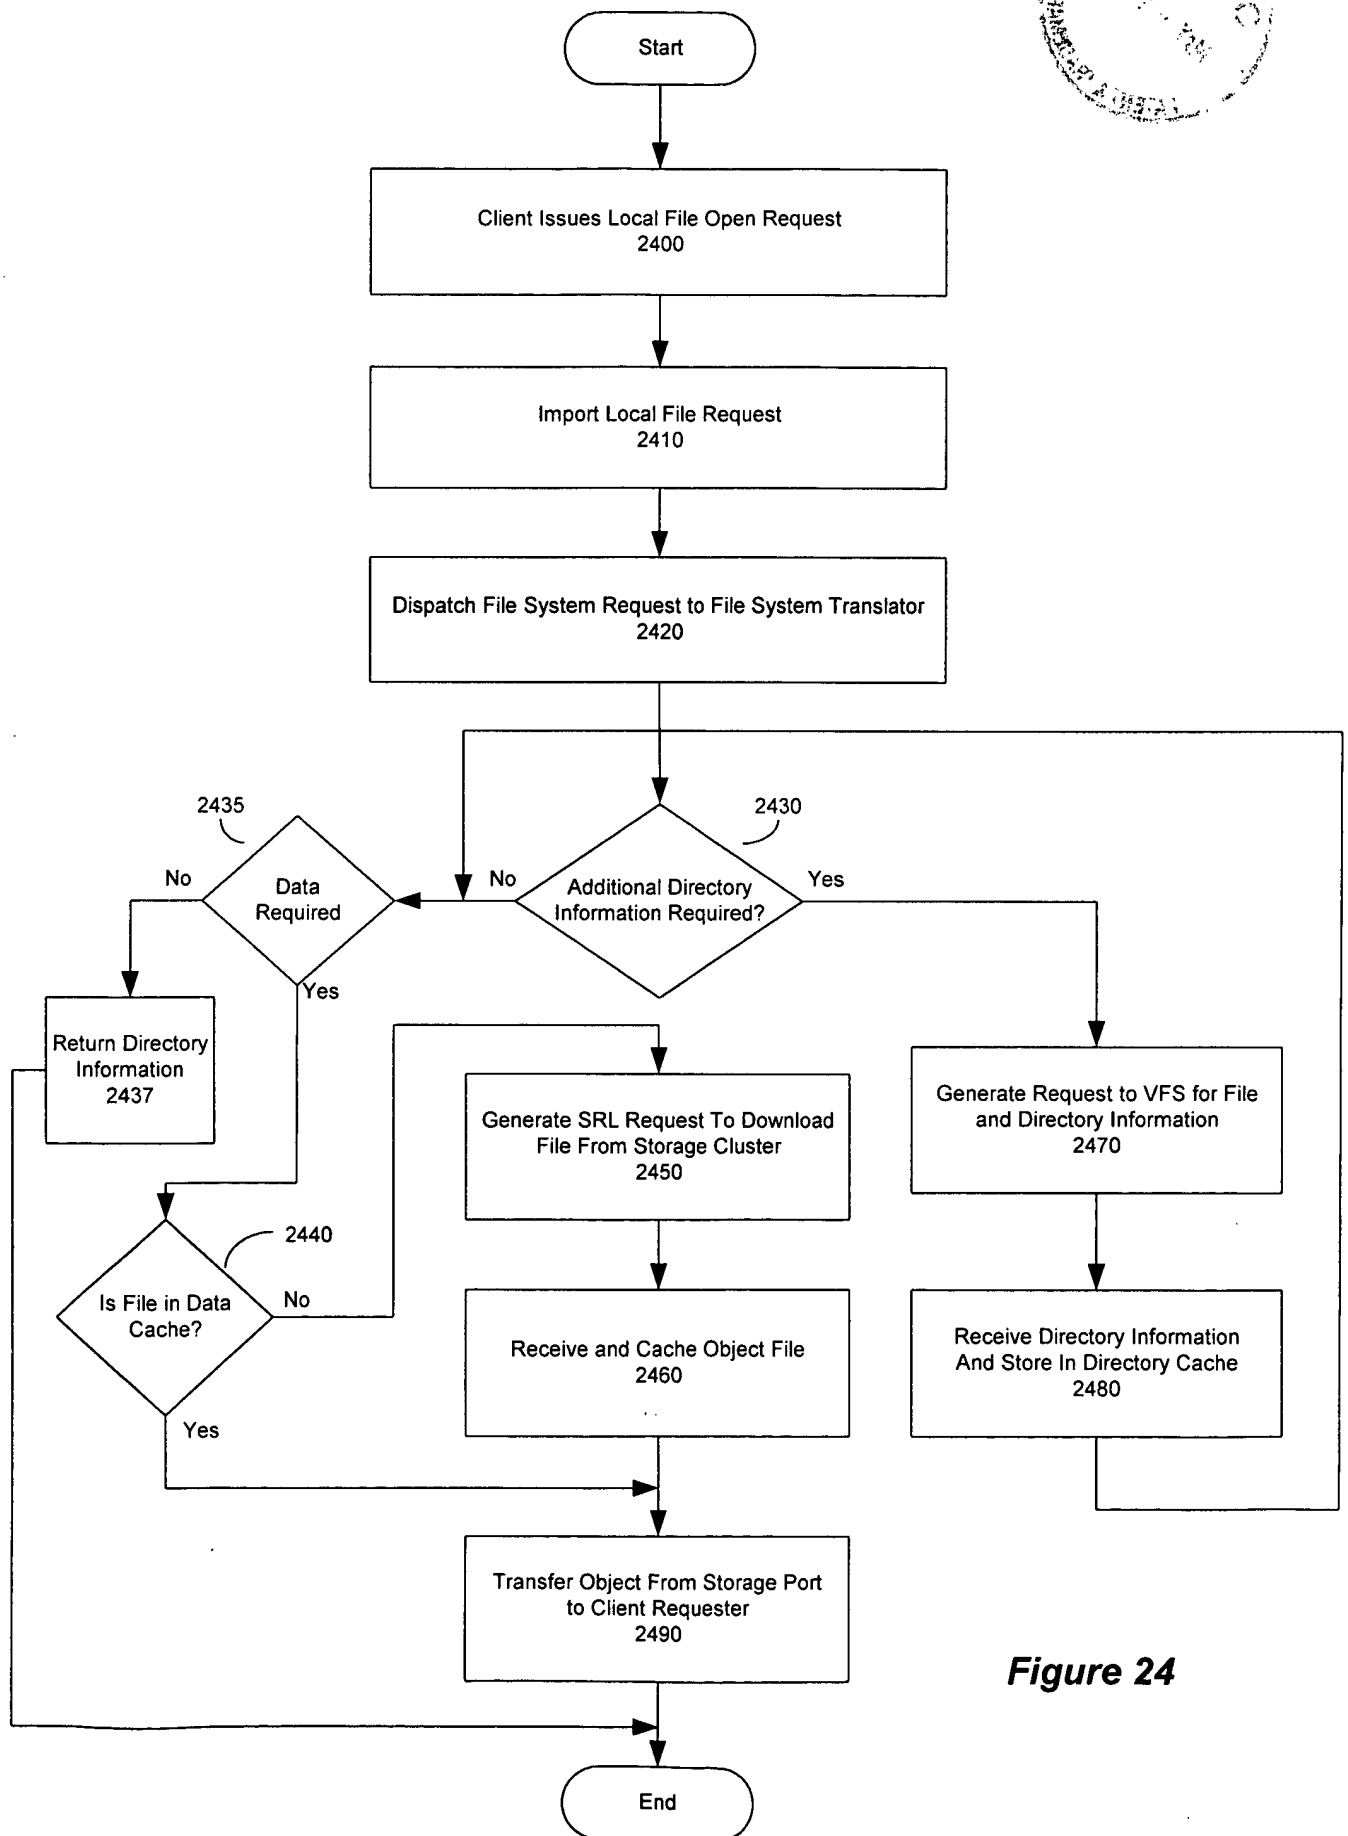 Start
Client Issues Local File Open Request
2400
Import Local File Request
2410
Dispatch File System Request to File System Translator
2420
2435
2430
No
Data
Required
No
Additional Directory
Information Required?
Yes
Yes
Return Directory
Information
2437
Generate SRL Request To Download
File From Storage Cluster
2450
Generate Request to VFS for File
and Directory Information
2470
2440
Is File in Data
Cache?
No
Receive and Cache Object File
2460
Receive Directory Information
And Store In Directory Cache
2480
Yes
Transfer Object From Storage Port
to Client Requester
2490
Figure 24
End